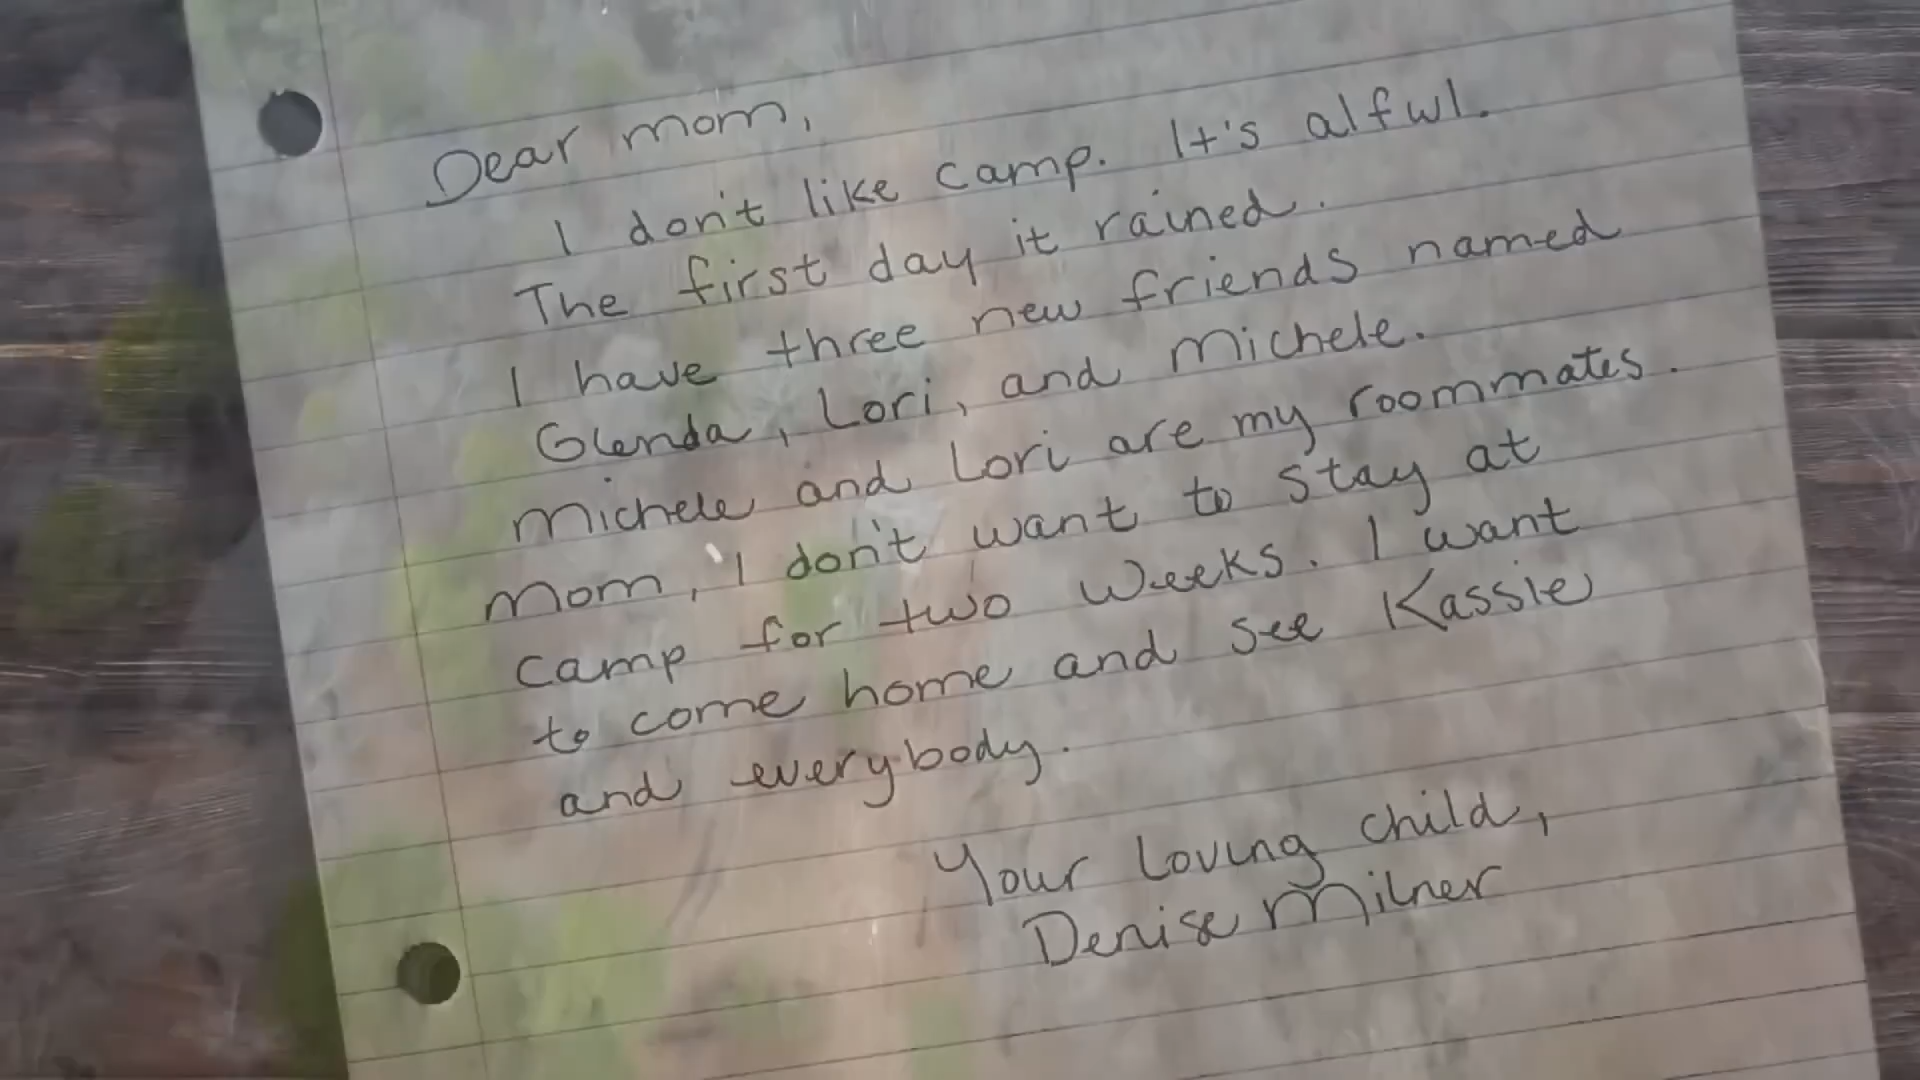 Dear mom,
I don't like camp. It's alfwl.
The first day it rained.
I have three new friends named
Glenda, Lori, and Michele.
Michele and Lori are my roommates.
Mom, I don't want to stay at
camp for two weeks. I want
to come home and see Kassie
and everybody.
Your loving child,
Denise Milner